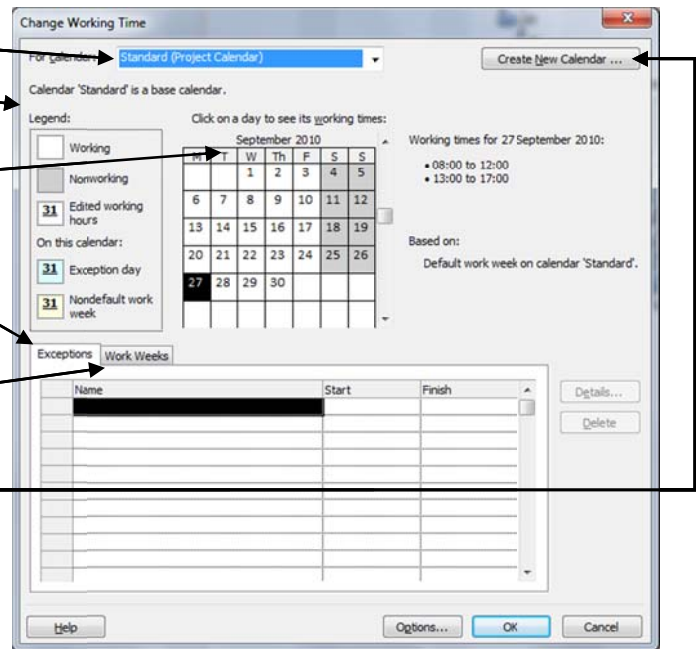 Change Working Time
For calendar: Standard (Project Calendar)
Create New Calendar ...
Calendar 'Standard' is a base calendar.
Legend:
Working
Nonworking
31 Edited working hours
On this calendar:
31 Exception day
31 Nondefault work week
Click on a day to see its working times:
September 2010
M T W Th F S S
1 2 3 4 5
6 7 8 9 10 11 12
13 14 15 16 17 18 19
20 21 22 23 24 25 26
27 28 29 30
Working times for 27 September 2010:
• 08:00 to 12:00
• 13:00 to 17:00
Based on:
Default work week on calendar 'Standard'.
Exceptions Work Weeks
Name Start Finish
Details...
Delete
Help Options... OK Cancel